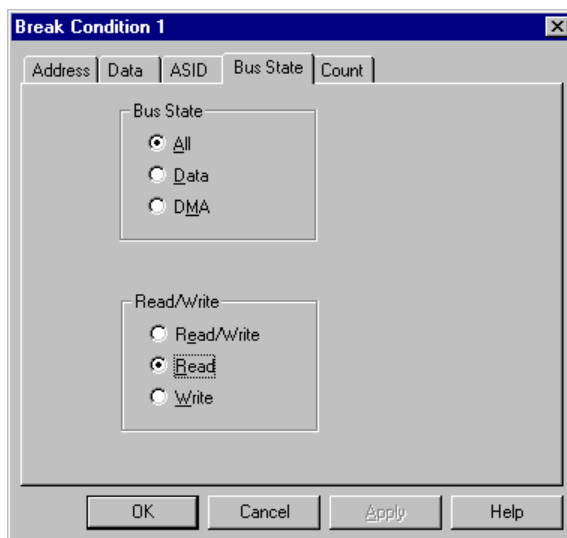 Break Condition 1
Address Data ASID Bus State Count
Bus State
All
Data
DMA
Read/Write
Read/Write
Read
Write
OK Cancel Apply Help